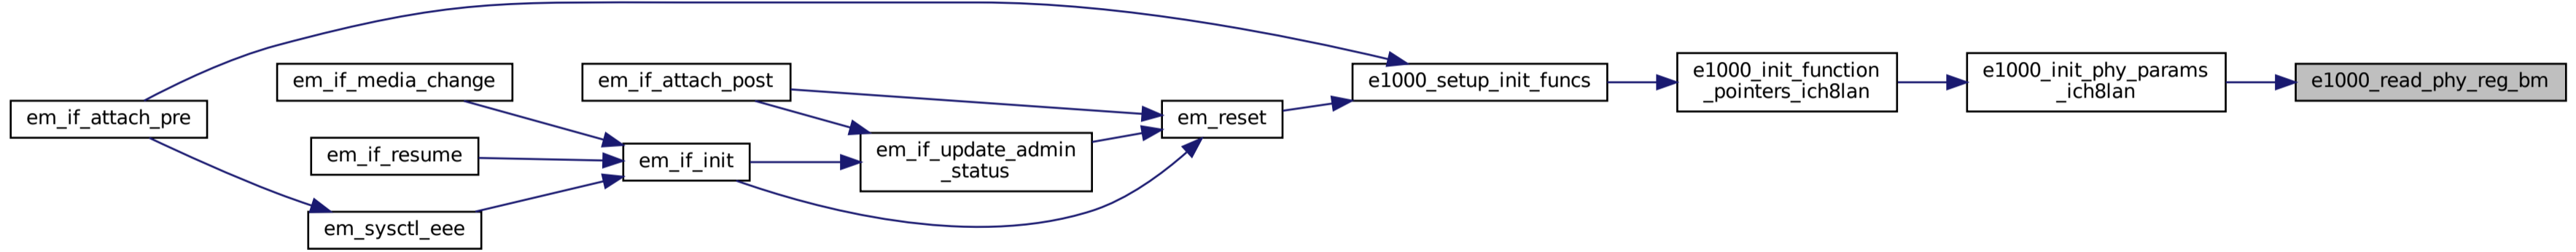 em_if_attach_pre
em_if_media_change
em_if_resume
em_sysctl_eee
em_if_attach_post
em_if_init
em_if_update_admin
_status
em_reset
e1000_setup_init_funcs
e1000_init_function
_pointers_ich8lan
e1000_init_phy_params
_ich8lan
e1000_read_phy_reg_bm